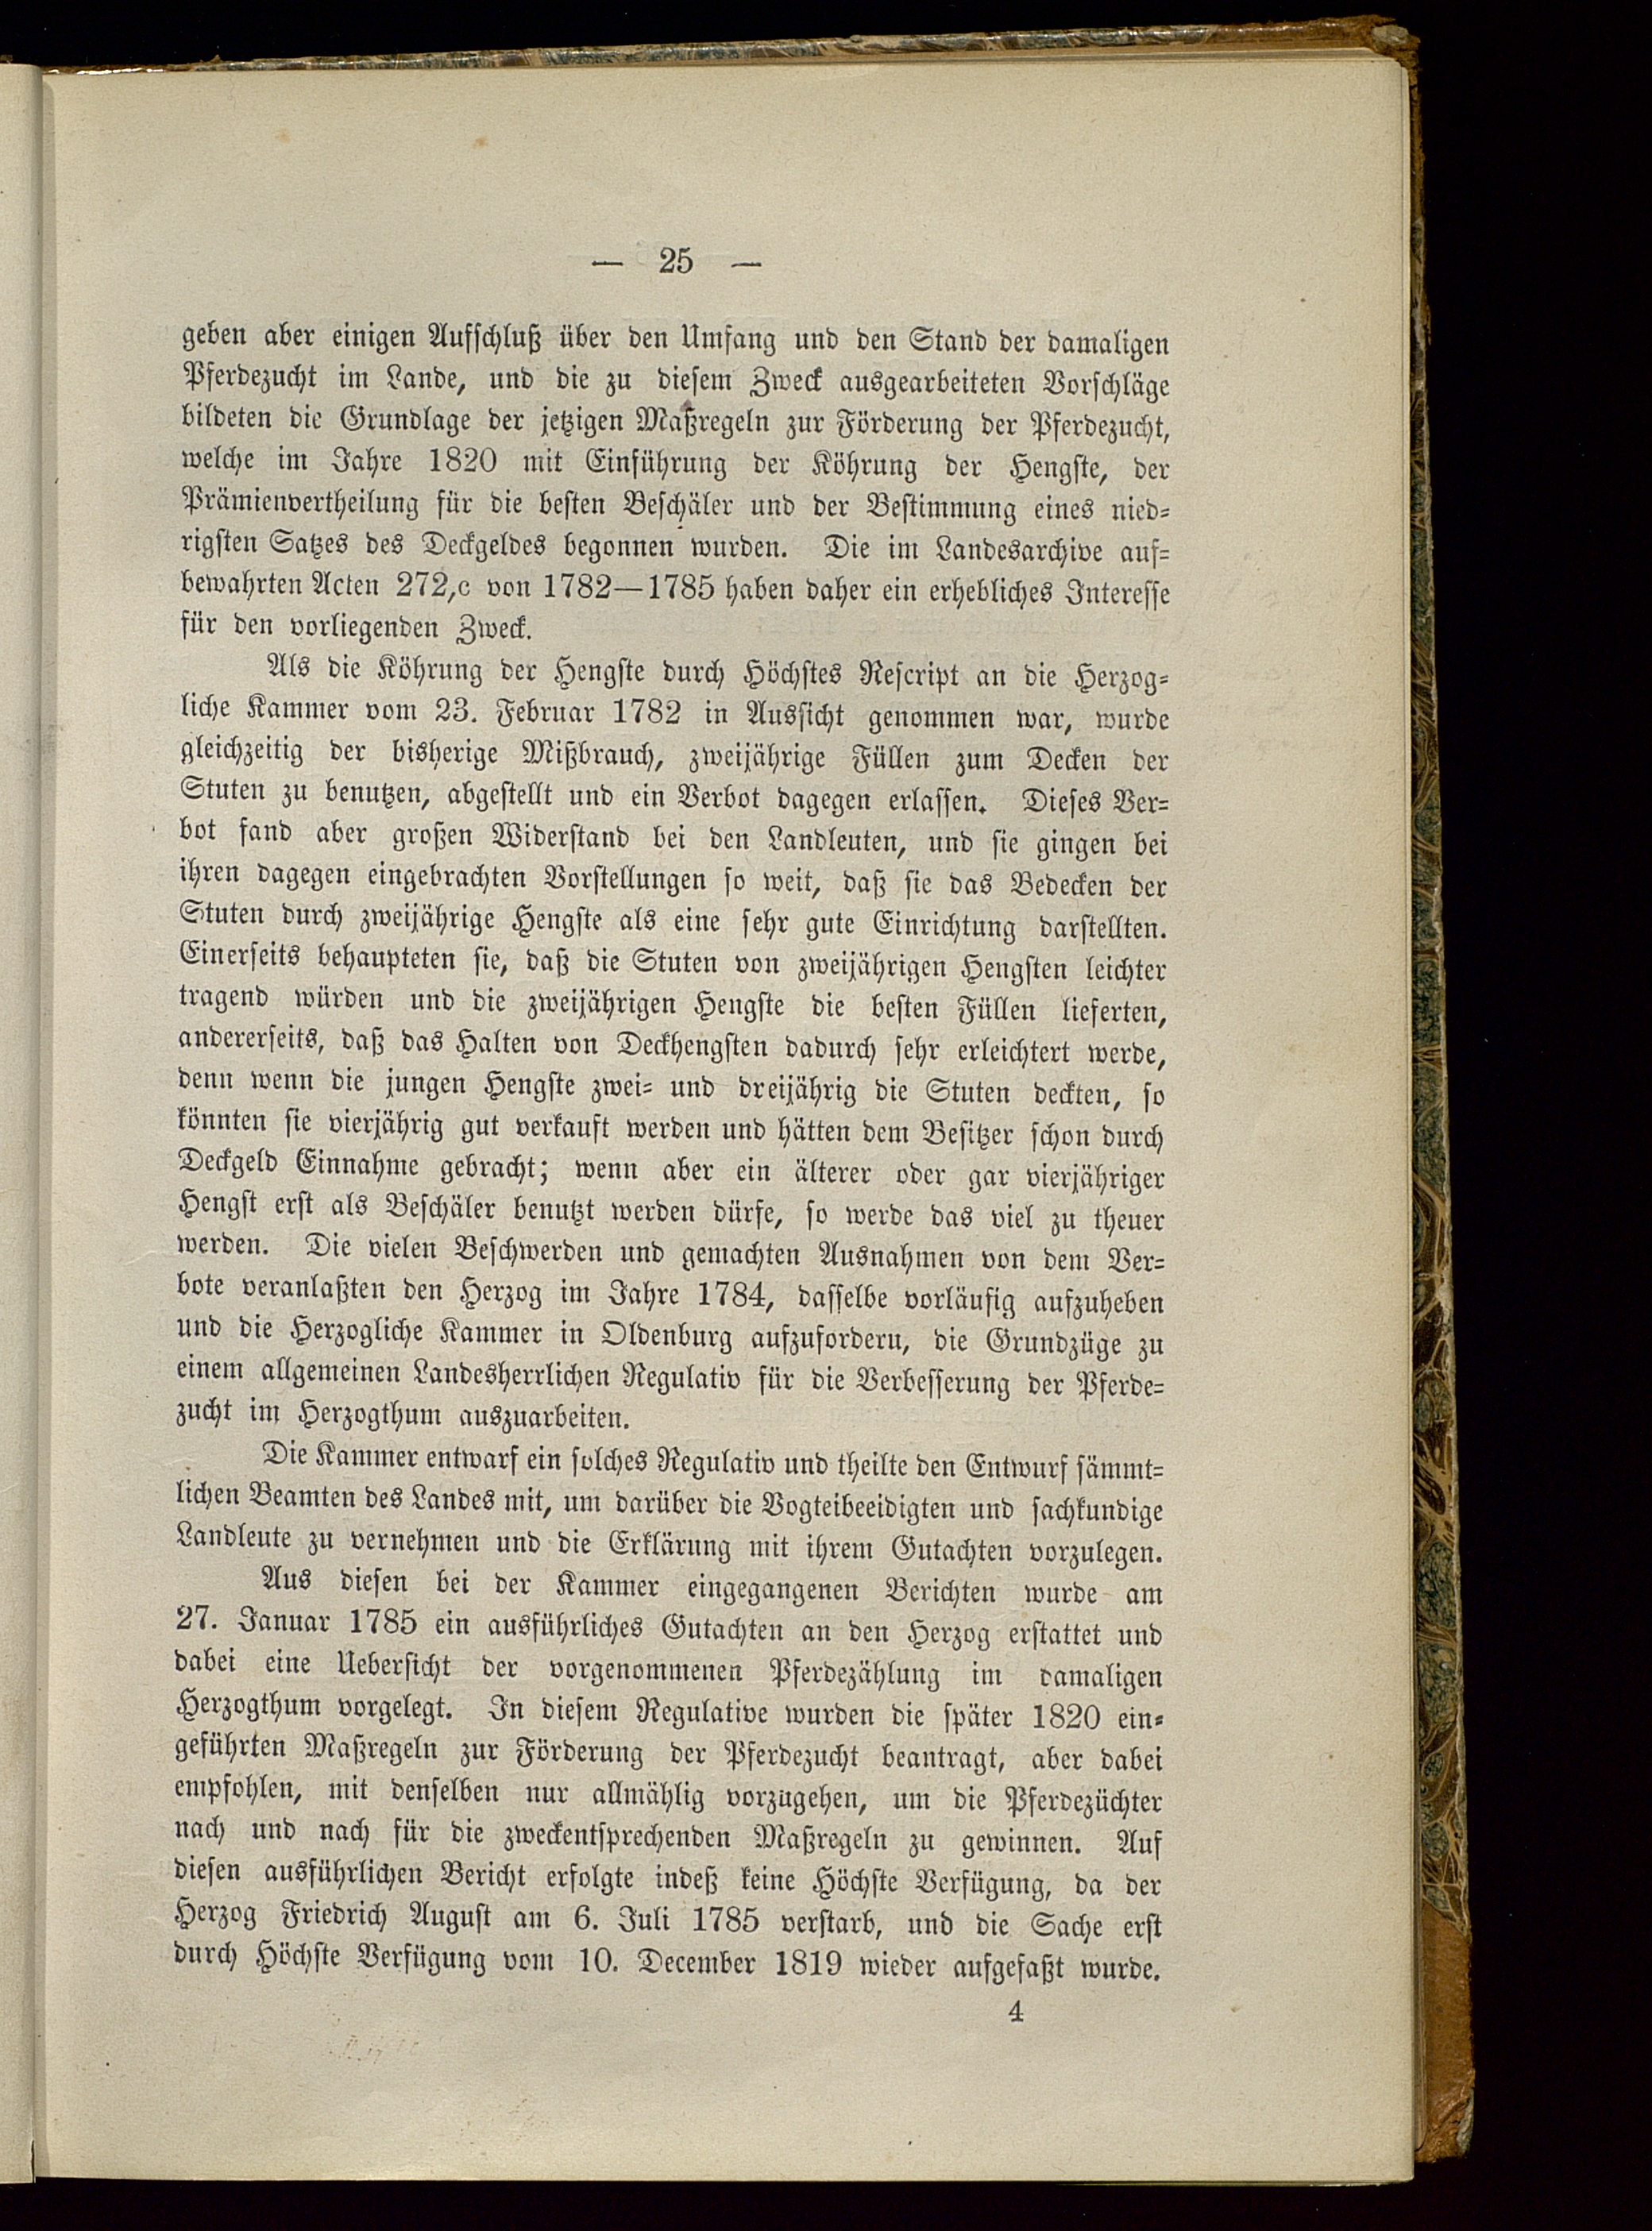 — 25 —
geben aber einigen Aufschluß über den Umfang und den Stand der damaligen
Pferdezucht im Lande, und die zu diesem Zweck ausgearbeiteten Vorschläge
bildeten die Grundlage der jetzigen Maßregeln zur Förderung der Pferdezucht,
welche im Jahre 1820 mit Einführung der Köhrung der Hengste, der
Prämienvertheilung für die besten Beschäler und der Bestimmung eines nied-
rigsten Satzes des Deckgeldes begonnen wurden. Die im Landesarchive auf-
bewahrten Acten 272,c von 1782—1785 haben daher ein erhebliches Interesse
für den vorliegenden Zweck.
Als die Köhrung der Hengste durch Höchstes Rescript an die Herzog-
liche Kammer vom 23. Februar 1782 in Aussicht genommen war, wurde
gleichzeitig der bisherige Mißbrauch, zweijährige Füllen zum Decken der
Stuten zu benutzen, abgestellt und ein Verbot dagegen erlassen. Dieses Ver-
bot fand aber großen Widerstand bei den Landleuten, und sie gingen bei
ihren dagegen eingebrachten Vorstellungen so weit, daß sie das Bedecken der
Stuten durch zweijährige Hengste als eine sehr gute Einrichtung darstellten.
Einerseits behaupteten sie, daß die Stuten von zweijährigen Hengsten leichter
tragend würden und die zweijährigen Hengste die besten Füllen lieferten,
andererseits, daß das Halten von Deckhengsten dadurch sehr erleichtert werde,
denn wenn die jungen Hengste zwei- und dreijährig die Stuten deckten, so
könnten sie vierjährig gut verkauft werden und hätten dem Besitzer schon durch
Deckgeld Einnahme gebracht; wenn aber ein älterer oder gar vierjähriger
Hengst erst als Beschäler benutzt werden dürfe, so werde das viel zu theuer
werden. Die vielen Beschwerden und gemachten Ausnahmen von dem Ver-
bote veranlaßten den Herzog im Jahre 1784, dasselbe vorläufig aufzuheben
und die Herzogliche Kammer in Oldenburg aufzufordern, die Grundzüge zu
einem allgemeinen Landesherrlichen Regulativ für die Verbesserung der Pferde-
zucht im Herzogthum auszuarbeiten.
Die Kammer entwarf ein solches Regulativ und theilte den Entwurf sämmt-
lichen Beamten des Landes mit, um darüber die Vogteibeeidigten und sachkundige
Landleute zu vernehmen und die Erklärung mit ihrem Gutachten vorzulegen.
Aus diesen bei der Kammer eingegangenen Berichten wurde am
27. Januar 1785 ein ausführliches Gutachten an den Herzog erstattet und
dabei eine Uebersicht der vorgenommenen Pferdezählung im damaligen
Herzogthum vorgelegt. In diesem Regulative wurden die später 1820 ein-
geführten Maßregeln zur Förderung der Pferdezucht beantragt, aber dabei
empfohlen, mit denselben nur allmählig vorzugehen, um die Pferdezüchter
nach und nach für die zweckentsprechenden Maßregeln zu gewinnen. Auf
diesen ausführlichen Bericht erfolgte indeß keine Höchste Verfügung, da der
Herzog Friedrich August am 6. Juli 1785 verstarb, und die Sache erst
durch Höchste Verfügung vom 10. December 1819 wieder aufgefaßt wurde.
4